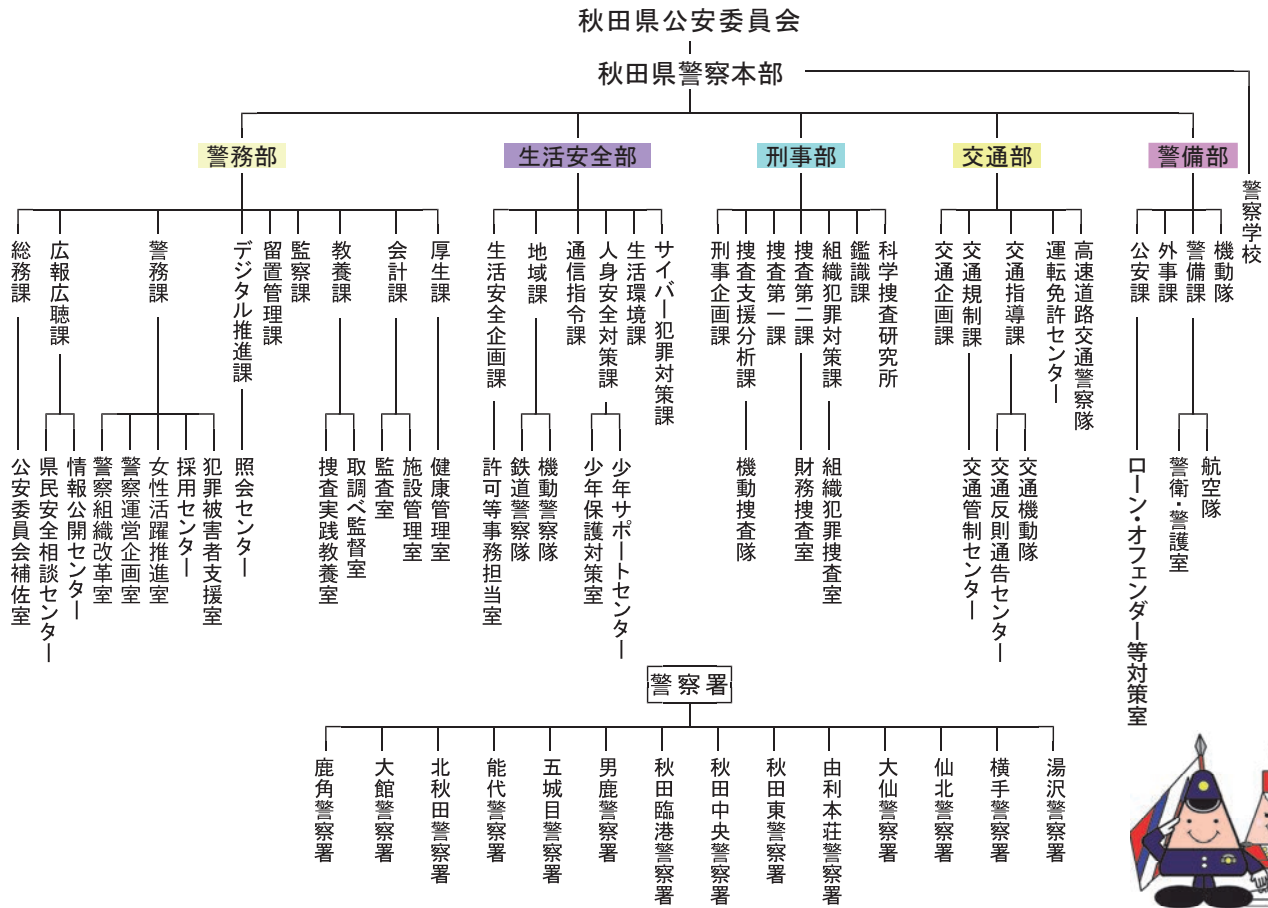 秋田県公安委員会
秋田県警察本部
警務部
生活安全部
刑事部
交通部
警備部
警察学校
総務課
広報広聴課
警務課
デジタル推進課
留置管理課
監察課
教養課
会計課
厚生課
生活安全企画課
地域課
通信指令課
人身安全対策課
生活環境課
サイバー犯罪対策課
刑事企画課
捜査支援分析課
捜査第一課
捜査第二課
組織犯罪対策課
鑑識課
科学捜査研究所
交通企画課
交通規制課
交通指導課
運転免許センター
高速道路交通警察隊
公安課
外事課
警備課
機動隊
公安委員会補佐室
県民安全相談センター
情報公開センター
警察組織改革室
警察運営企画室
女性活躍推進室
採用センター
犯罪被害者支援室
照会センター
捜査実践教養室
取調べ監督室
監査室
施設管理室
健康管理室
許可等事務担当室
鉄道警察隊
機動警察隊
少年保護対策室
少年サポートセンター
機動捜査隊
財務捜査室
組織犯罪捜査室
交通管制センター
交通反則通告センター
交通機動隊
ローン・オフェンダー等対策室
警衛・警護室
航空隊
警察署
鹿角警察署
大館警察署
北秋田警察署
能代警察署
五城目警察署
男鹿警察署
秋田臨港警察署
秋田中央警察署
秋田東警察署
由利本荘警察署
大仙警察署
仙北警察署
横手警察署
湯沢警察署